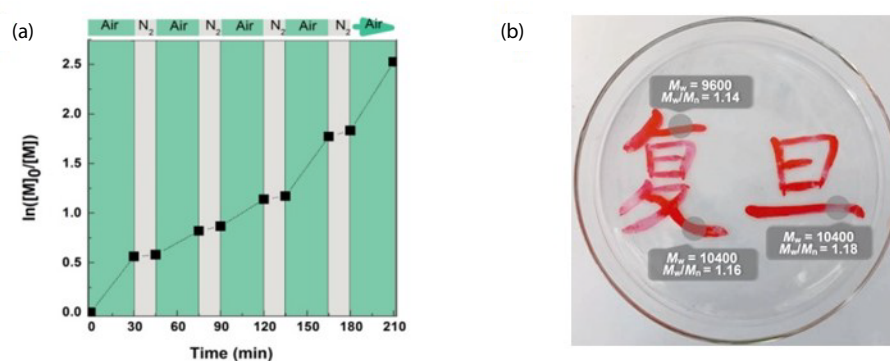 (a)
Air N2 Air N2 Air N2 Air N2 Air
ln([M]0/[M])
2.5
2.0
1.5
1.0
0.5
0.0
0 30 60 90 120 150 180 210
Time (min)
(b)
Mw = 9600
Mw/Mn = 1.14
复旦
Mw = 10400
Mw/Mn = 1.18
Mw = 10400
Mw/Mn = 1.16